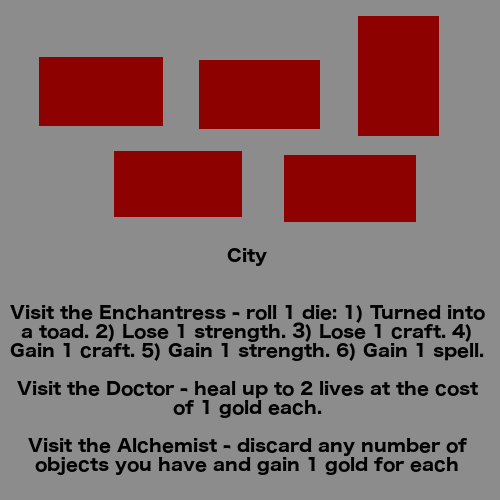 City
Visit the Enchantress - roll 1 die: 1) Turned into
a toad. 2) Lose 1 strength. 3) Lose 1 craft. 4)
Gain 1 craft. 5) Gain 1 strength. 6) Gain 1 spell.
Visit the Doctor - heal up to 2 lives at the cost
of 1 gold each.
Visit the Alchemist - discard any number of
objects you have and gain 1 gold for each